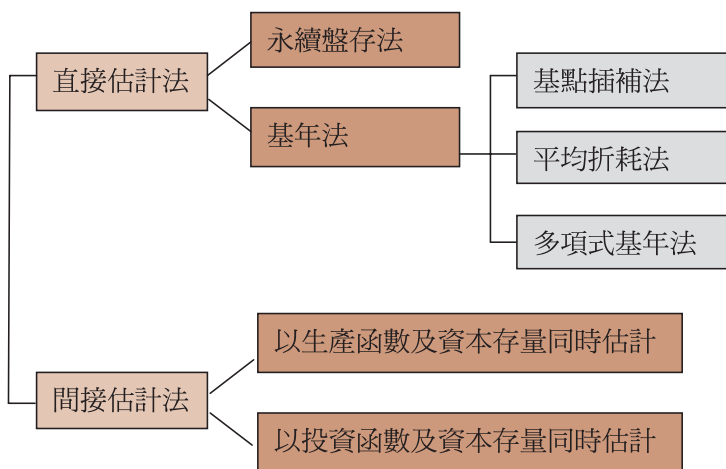 直接估計法
永續盤存法
基年法
基點插補法
平均折耗法
多項式基年法
間接估計法
以生產函數及資本存量同時估計
以投資函數及資本存量同時估計